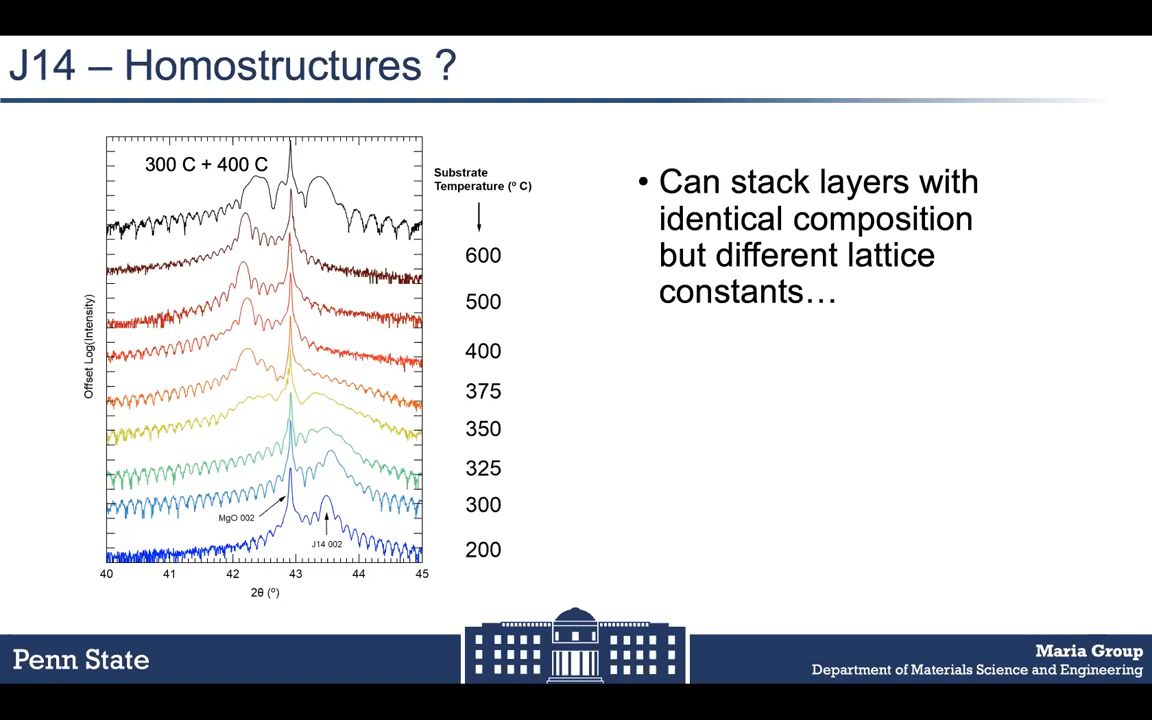 J14 – Homostructures ?
300 C + 400 C
Substrate
Temperature (º C)
600
500
400
375
350
325
300
200
Offset Log(Intensity)
MgO 002
J14 002
40 41 42 43 44 45
2θ (º)
• Can stack layers with
identical composition
but different lattice
constants…
Penn State
Maria Group
Department of Materials Science and Engineering